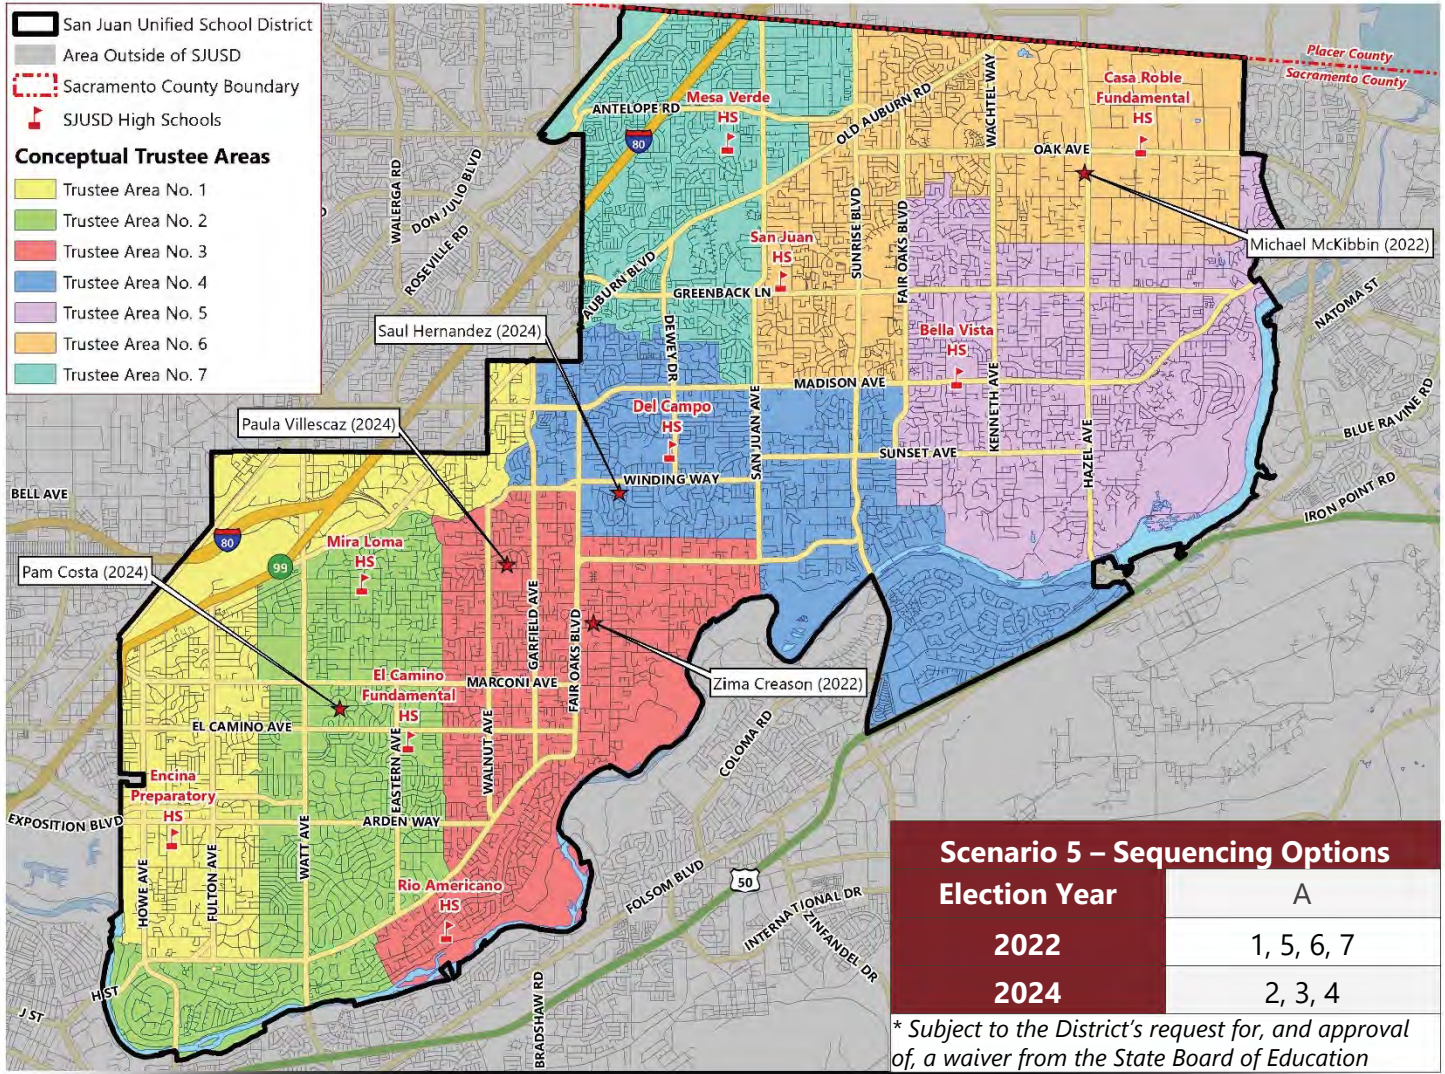 San Juan Unified School District
Area Outside of SJUSD
Sacramento County Boundary
SJUSD High Schools
Conceptual Trustee Areas
Trustee Area No. 1
Trustee Area No. 2
Trustee Area No. 3
Trustee Area No. 4
Trustee Area No. 5
Trustee Area No. 6
Trustee Area No. 7
Placer County
Sacramento County
WACHTEL WAY
Casa Roble
Fundamental
HS
Mesa Verde
HS
ANTELOPE RD
80
OLD AUBURN RD
OAK AVE
WALERGA RD
DON JULIO BLVD
ROSEVILLE RD
Michael McKibbin (2022)
San Juan
HS
SUNRISE BLVD
FAIR OAKS BLVD
AUBURN BLVD
GREENBACK LN
NATOMA ST
Saul Hernandez (2024)
DEWEY DR
Bella Vista
HS
KENNETH AVE
MADISON AVE
Del Campo
HS
SAN JUAN AVE
BLUE RAVINE RD
Paula Villescaz (2024)
SUNSET AVE
HAZEL AVE
WINDING WAY
BELL AVE
IRON POINT RD
80
Mira Loma
HS
99
Pam Costa (2024)
GARFIELD AVE
FAIR OAKS BLVD
El Camino
Fundamental
HS
MARCONI AVE
Zima Creason (2022)
EL CAMINO AVE
EASTERN AVE
WALNUT AVE
COLOMA RD
Encina
Preparatory
HS
EXPOSITION BLVD
ARDEN WAY
HOWE AVE
FULTON AVE
WATT AVE
Rio Americano
HS
FOLSOM BLVD
50
INTERNATIONAL DR
ZINFANDEL DR
H ST
J ST
BRADSHAW RD
Scenario 5 – Sequencing Options
Election Year A
2022 1, 5, 6, 7
2024 2, 3, 4
* Subject to the District's request for, and approval
of, a waiver from the State Board of Education